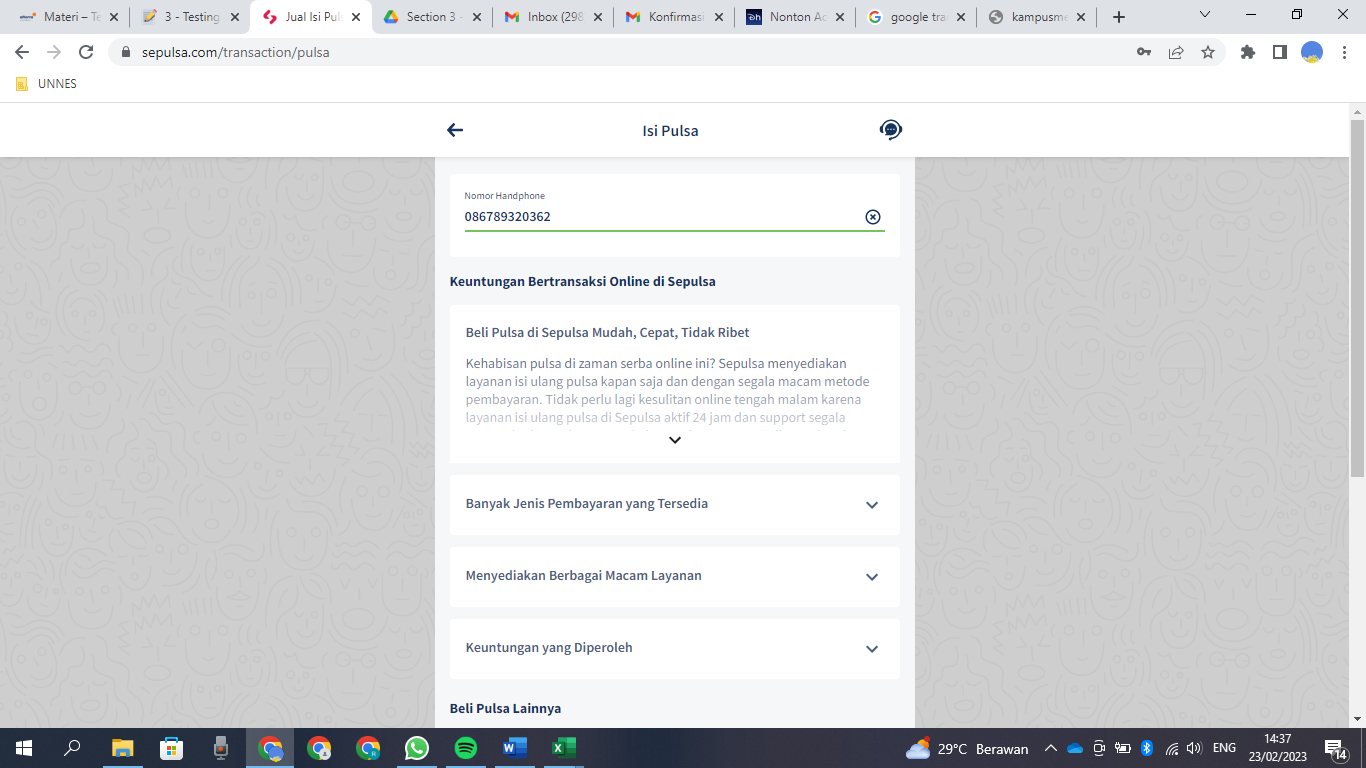 Materi – Te
3 - Testing
Jual Isi Puls
Section 3 -
Inbox (298
Konfirmasi
Nonton Ac
google tran
kampusme
sepulsa.com/transaction/pulsa
UNNES
Isi Pulsa
Nomor Handphone
086789320362
Keuntungan Bertransaksi Online di Sepulsa
Beli Pulsa di Sepulsa Mudah, Cepat, Tidak Ribet
Kehabisan pulsa di zaman serba online ini? Sepulsa menyediakan
layanan isi ulang pulsa kapan saja dan dengan segala macam metode
pembayaran. Tidak perlu lagi kesulitan online tengah malam karena
layanan isi ulang pulsa di Sepulsa aktif 24 jam dan support segala
Banyak Jenis Pembayaran yang Tersedia
Menyediakan Berbagai Macam Layanan
Keuntungan yang Diperoleh
Beli Pulsa Lainnya
29°C Berawan
ENG
14:37
23/02/2023
14